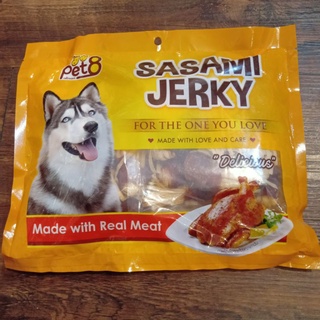 Pet8
SASAMI
JERKY
FOR THE ONE YOU LOVE
♥ MADE WITH LOVE AND CARE ♥
"Delicious"
Made with Real Meat